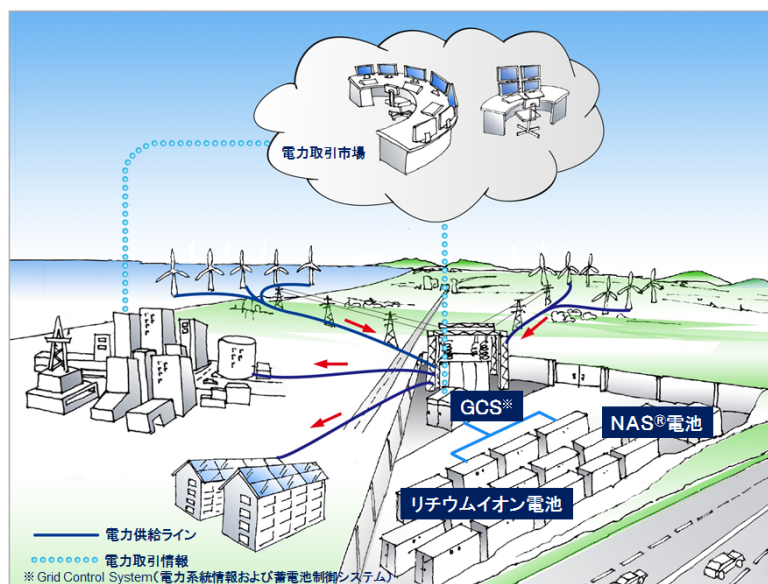 電力取引市場
GCS※
NAS®電池
リチウムイオン電池
電力供給ライン
電力取引情報
※ Grid Control System(電力系統情報および蓄電池制御システム)